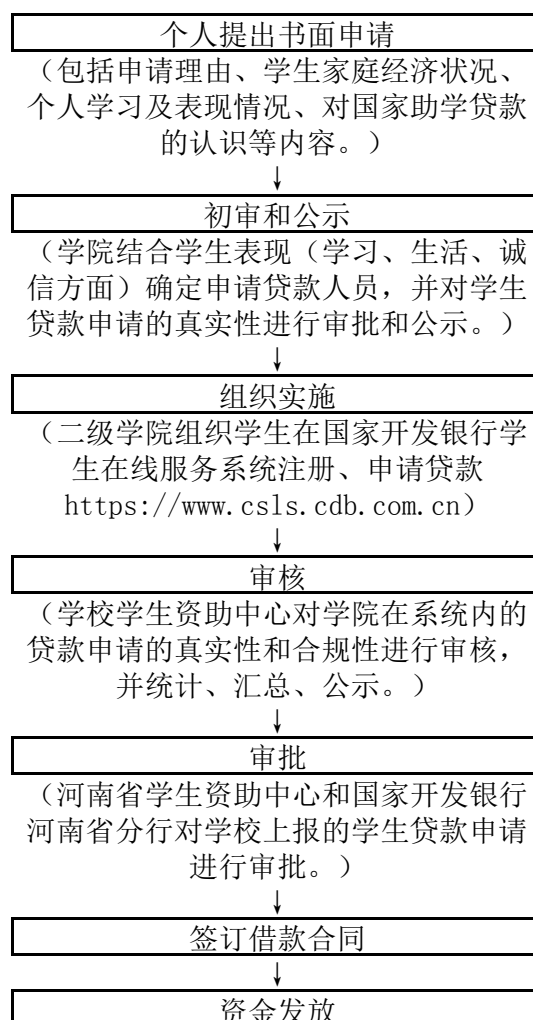 个人提出书面申请
（包括申请理由、学生家庭经济状况、
个人学习及表现情况、对国家助学贷款
的认识等内容。）
↓
初审和公示
（学院结合学生表现（学习、生活、诚
信方面）确定申请贷款人员，并对学生
贷款申请的真实性进行审批和公示。）
↓
组织实施
（二级学院组织学生在国家开发银行学
生在线服务系统注册、申请贷款
https://www.csls.cdb.com.cn）
↓
审核
（学校学生资助中心对学院在系统内的
贷款申请的真实性和合规性进行审核，
并统计、汇总、公示。）
↓
审批
（河南省学生资助中心和国家开发银行
河南省分行对学校上报的学生贷款申请
进行审批。）
↓
签订借款合同
↓
资金发放